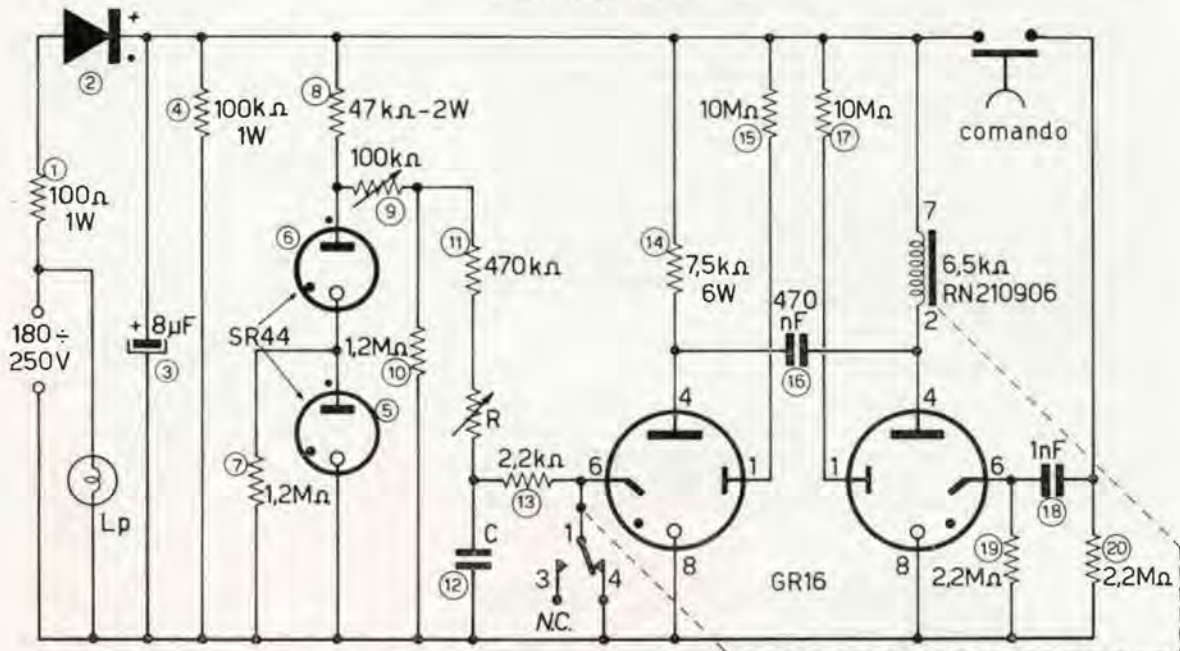 +
②
①
100Ω
1W
180÷
250V
Lp
+ 8µF
③
④
100kΩ
1W
⑧
47kΩ-2W
100kΩ
⑨
⑥
SR44
1,2MΩ
⑩
⑤
⑦
1,2MΩ
⑪
470kΩ
R
2,2kΩ
⑬
C
⑫
1
3
4
N.C.
⑭
7,5kΩ
6W
470
nF
⑯
10MΩ
⑮
10MΩ
⑰
comando
7
6,5kΩ
RN210906
2
4
6
1
8
GR16
4
1
6
8
1nF
⑱
⑲
2,2MΩ
⑳
2,2MΩ